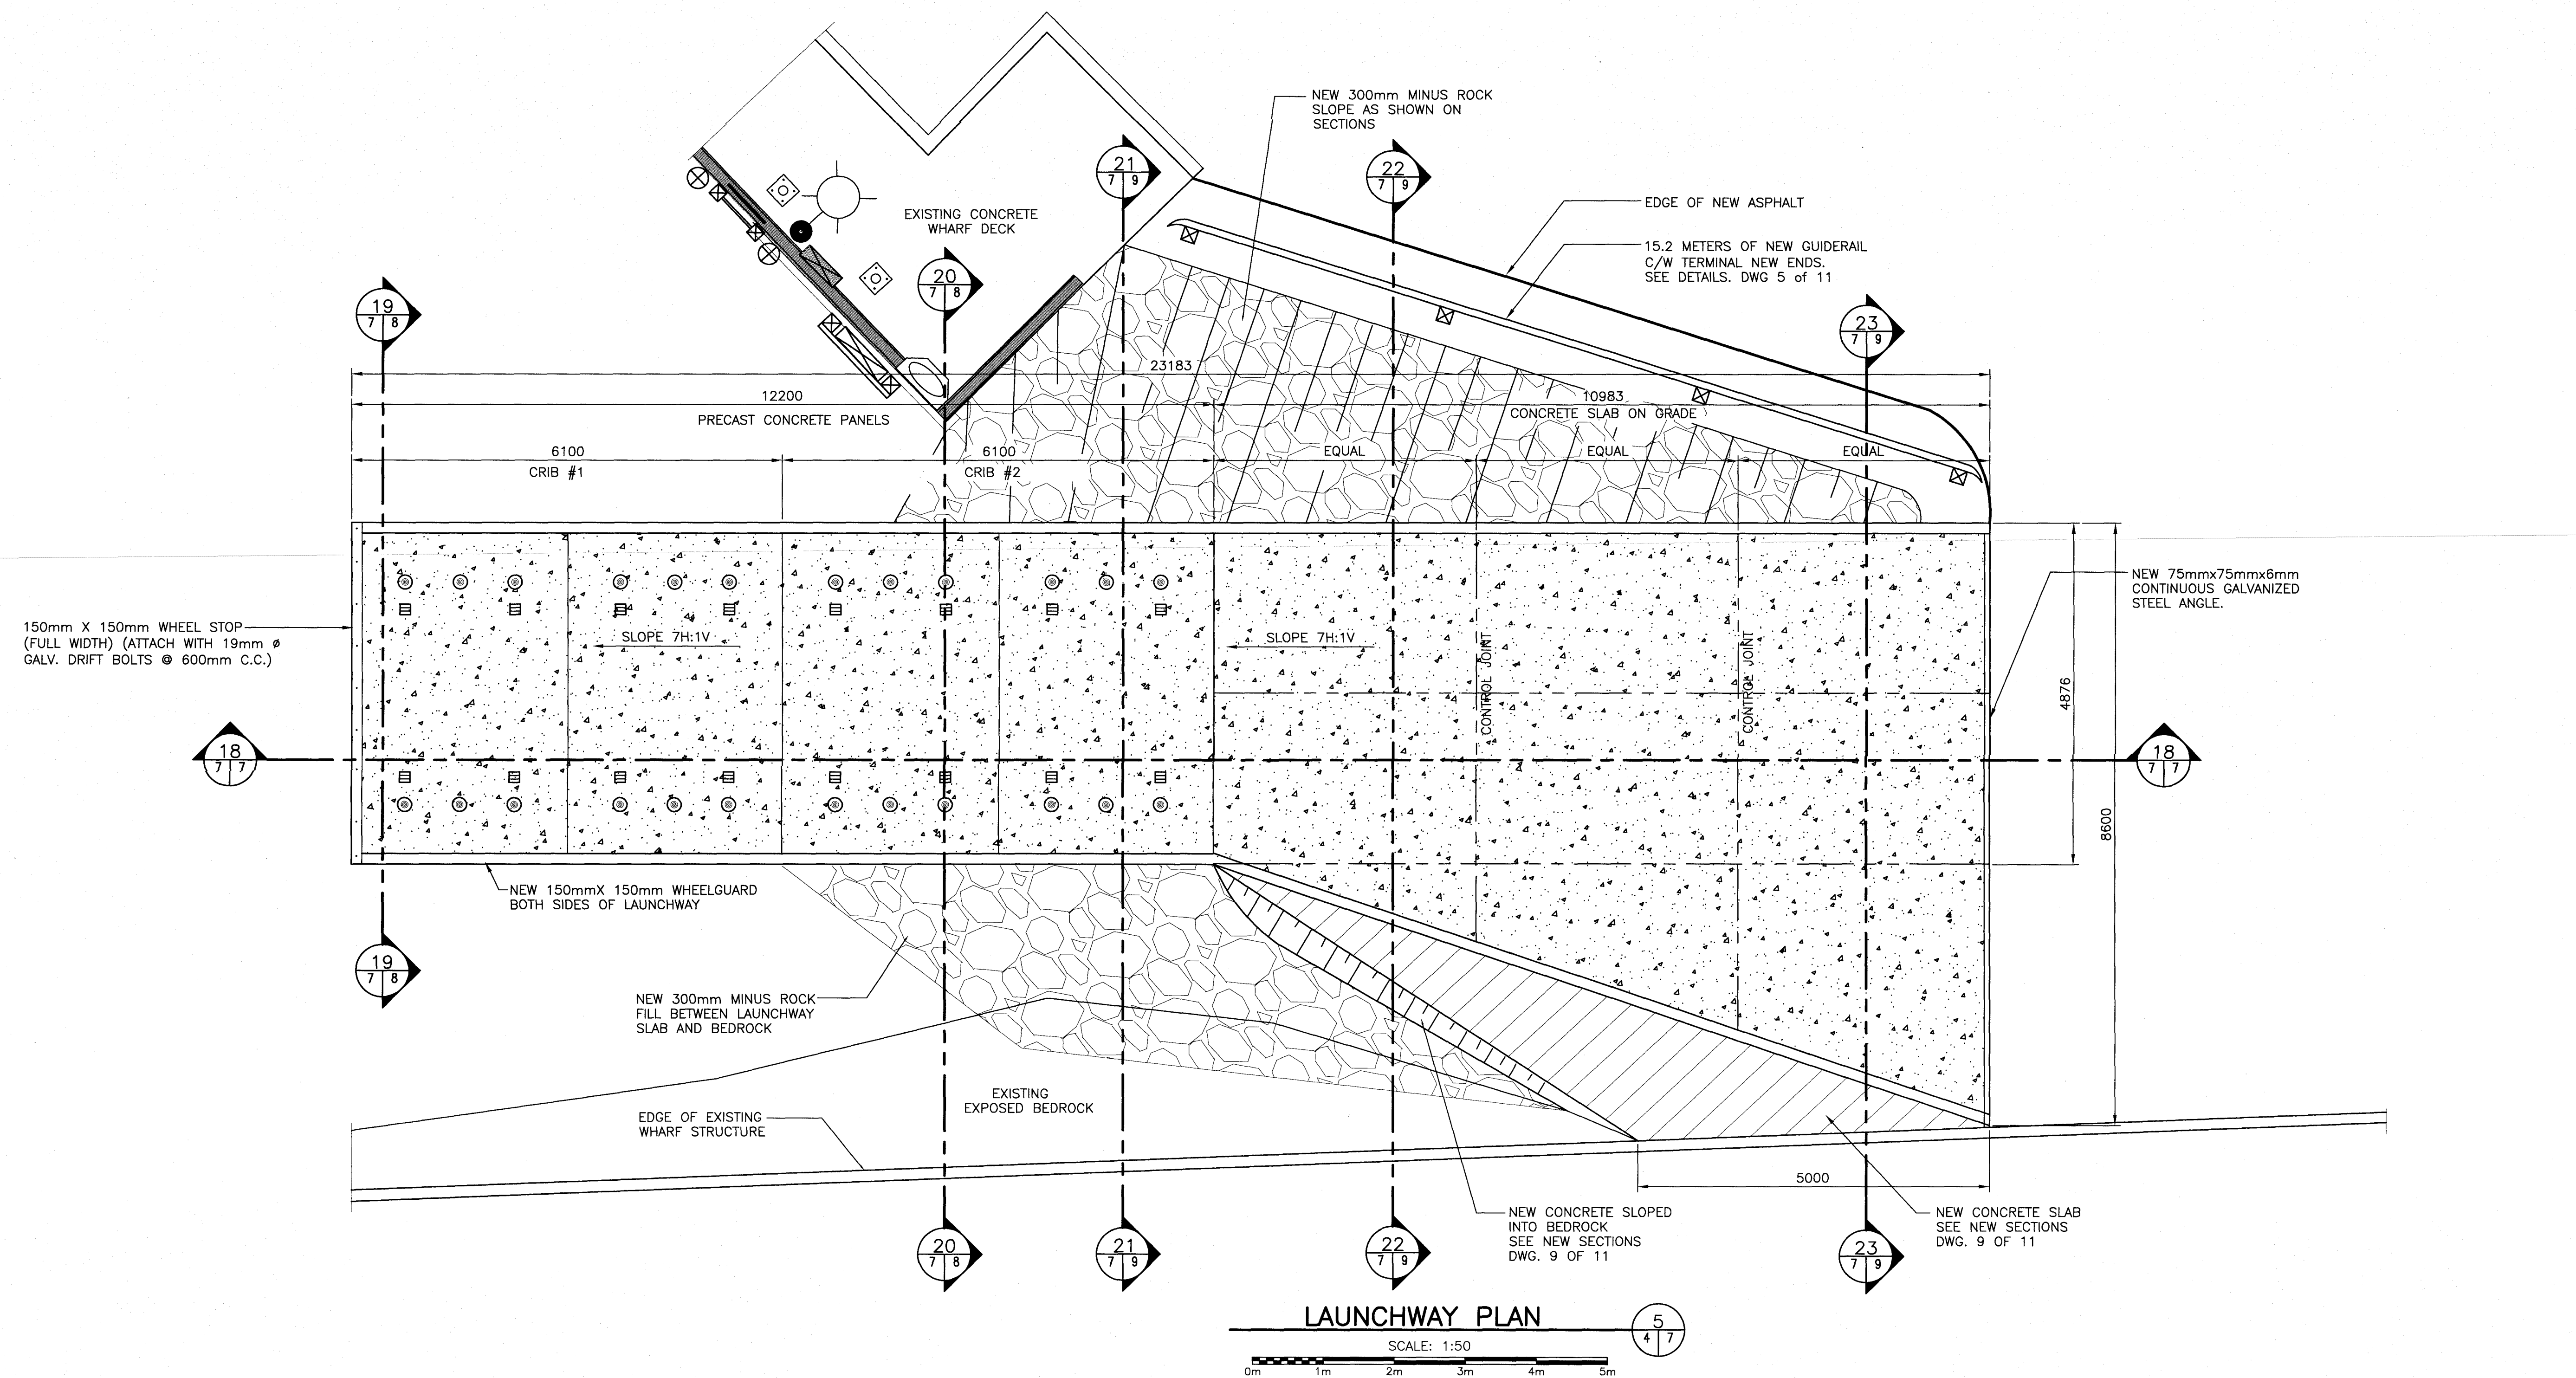 NEW 300mm MINUS ROCK
SLOPE AS SHOWN ON
SECTIONS
21
7 9
22
7 9
EDGE OF NEW ASPHALT
EXISTING CONCRETE
WHARF DECK
15.2 METERS OF NEW GUIDERAIL
C/W TERMINAL NEW ENDS.
SEE DETAILS. DWG 5 of 11
20
7 8
19
7 8
23
7 9
23183
12200
10983
PRECAST CONCRETE PANELS
CONCRETE SLAB ON GRADE
6100
6100
EQUAL
EQUAL
EQUAL
CRIB #1
CRIB #2
NEW 75mmx75mmx6mm
CONTINUOUS GALVANIZED
STEEL ANGLE.
150mm X 150mm WHEEL STOP
(FULL WIDTH) (ATTACH WITH 19mm ø
GALV. DRIFT BOLTS @ 600mm C.C.)
SLOPE 7H:1V
SLOPE 7H:1V
CONTROL JOINT
CONTROL JOINT
4876
8600
18
7 7
18
7 7
NEW 150mmX 150mm WHEELGUARD
BOTH SIDES OF LAUNCHWAY
19
7 8
NEW 300mm MINUS ROCK
FILL BETWEEN LAUNCHWAY
SLAB AND BEDROCK
EXISTING
EXPOSED BEDROCK
EDGE OF EXISTING
WHARF STRUCTURE
5000
NEW CONCRETE SLOPED
INTO BEDROCK
SEE NEW SECTIONS
DWG. 9 OF 11
NEW CONCRETE SLAB
SEE NEW SECTIONS
DWG. 9 OF 11
20
7 8
21
7 9
22
7 9
23
7 9
LAUNCHWAY PLAN
5
4 7
SCALE: 1:50
0m 1m 2m 3m 4m 5m